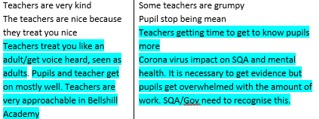 Teachers are very kind
The teachers are nice because
they treat you nice
Teachers treat you like an
adult/get voice heard, seen as
adults. Pupils and teacher get
on mostly well. Teachers are
very approachable in Bellshill
Academy
Some teachers are grumpy
Pupil stop being mean
Teachers getting time to get to know pupils
more
Corona virus impact on SQA and mental
health. It is necessary to get evidence but
pupils get overwhelmed with the amount of
work. SQA/Gov need to recognise this.